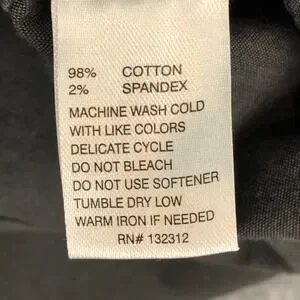 98% COTTON
2% SPANDEX
MACHINE WASH COLD
WITH LIKE COLORS
DELICATE CYCLE
DO NOT BLEACH
DO NOT USE SOFTENER
TUMBLE DRY LOW
WARM IRON IF NEEDED
RN# 132312